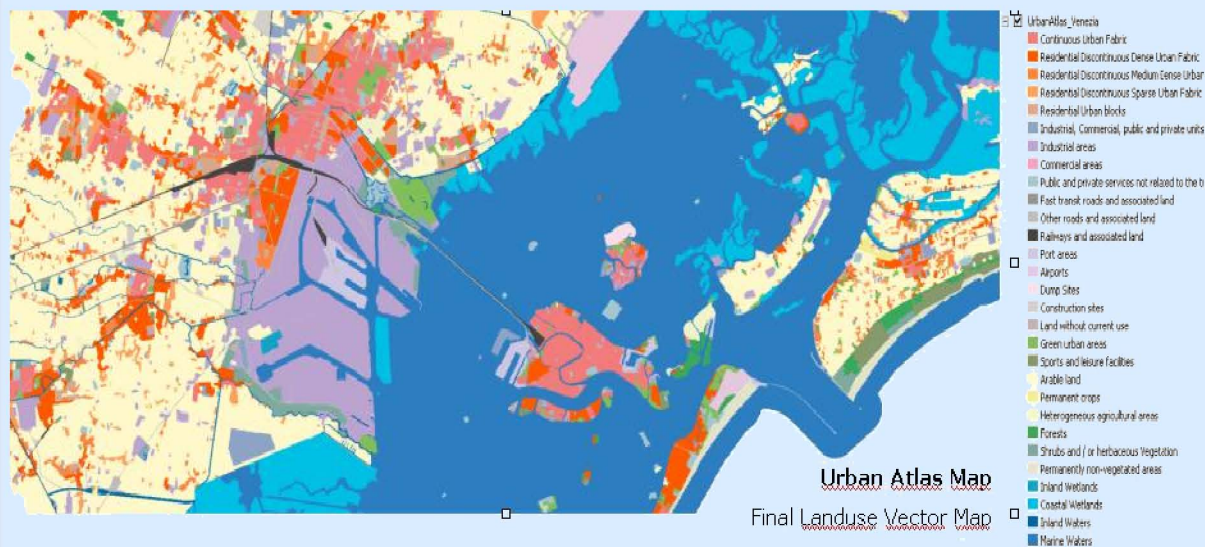 UrbanAtlas_Venezia
Continuous Urban Fabric
Residential Discontinuous Dense Urban Fabric
Residential Discontinuous Medium Dense Urban
Residential Discontinuous Sparse Urban Fabric
Residential Urban blocks
Industrial, Commercial, public and private units
Industrial areas
Commercial areas
Public and private services not related to the t
Fast transit roads and associated land
Other roads and associated land
Railways and associated land
Port areas
Airports
Dump Sites
Construction sites
Land without current use
Green urban areas
Sports and leisure facilities
Arable land
Permanent crops
Heterogeneous agricultural areas
Forests
Shrubs and / or herbaceous Vegetation
Permanently non-vegetated areas
Inland Wetlands
Coastal Wetlands
Inland Waters
Marine Waters
Urban Atlas Map
Final Landuse Vector Map